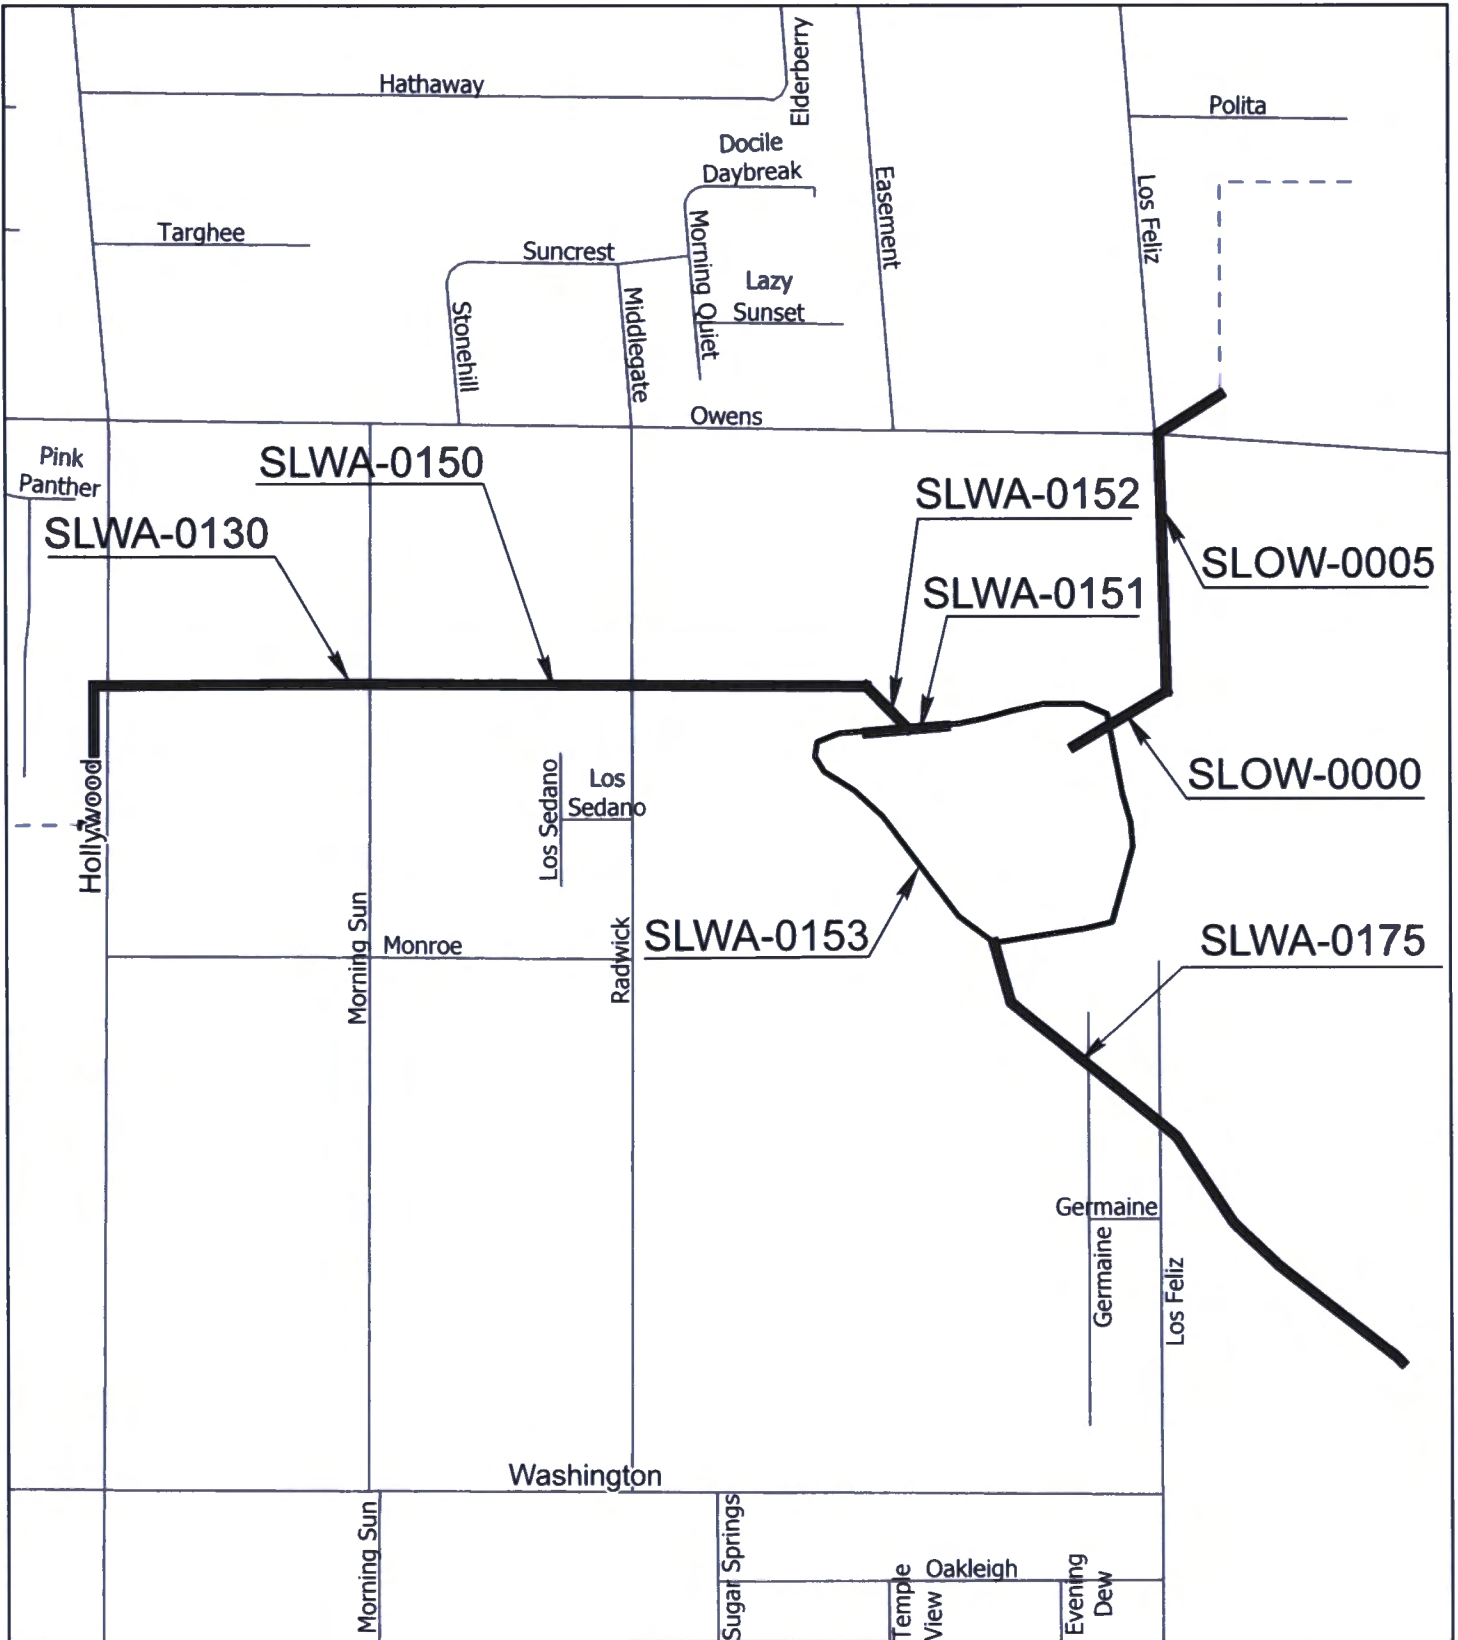 Hathaway
Elderberry
Polita
Docile
Daybreak
Easement
Los Feliz
Targhee
Suncrest
Morning Quiet
Lazy
Sunset
Stonehill
Middlegate
Owens
Pink
Panther
SLWA-0150
SLWA-0130
SLWA-0152
SLWA-0151
SLOW-0005
SLOW-0000
Hollywood
Los Sedano
Los
Sedano
Morning Sun
Monroe
Radwick
SLWA-0153
SLWA-0175
Germaine
Germaine
Los Feliz
Washington
Morning Sun
Sugar Springs
Oakleigh
Temple
View
Evening
Dew